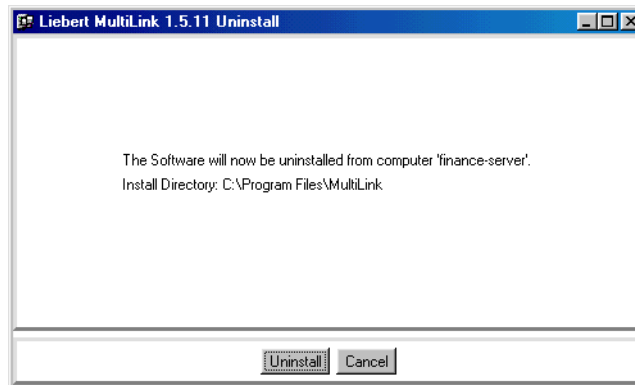 Liebert MultiLink 1.5.11 Uninstall
The Software will now be uninstalled from computer 'finance-server'.
Install Directory: C:\Program Files\MultiLink
Uninstall Cancel